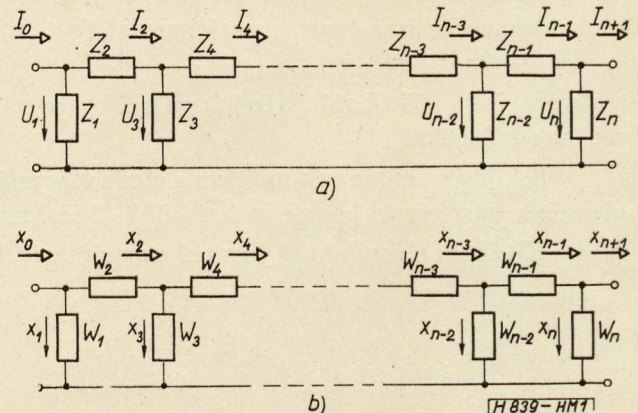 I₀ I₂ I₄ Iₙ₋₃ Iₙ₋₁ Iₙ₊₁
Z₂ Z₄ Zₙ₋₃ Zₙ₋₁
U₁ Z₁ U₃ Z₃ Uₙ₋₂ Zₙ₋₂ Uₙ Zₙ
a)
x₀ x₂ x₄ xₙ₋₃ xₙ₋₁ xₙ₊₁
W₂ W₄ Wₙ₋₃ Wₙ₋₁
x₁ W₁ x₃ W₃ xₙ₋₂ Wₙ₋₂ xₙ Wₙ
b)
H839-HM1